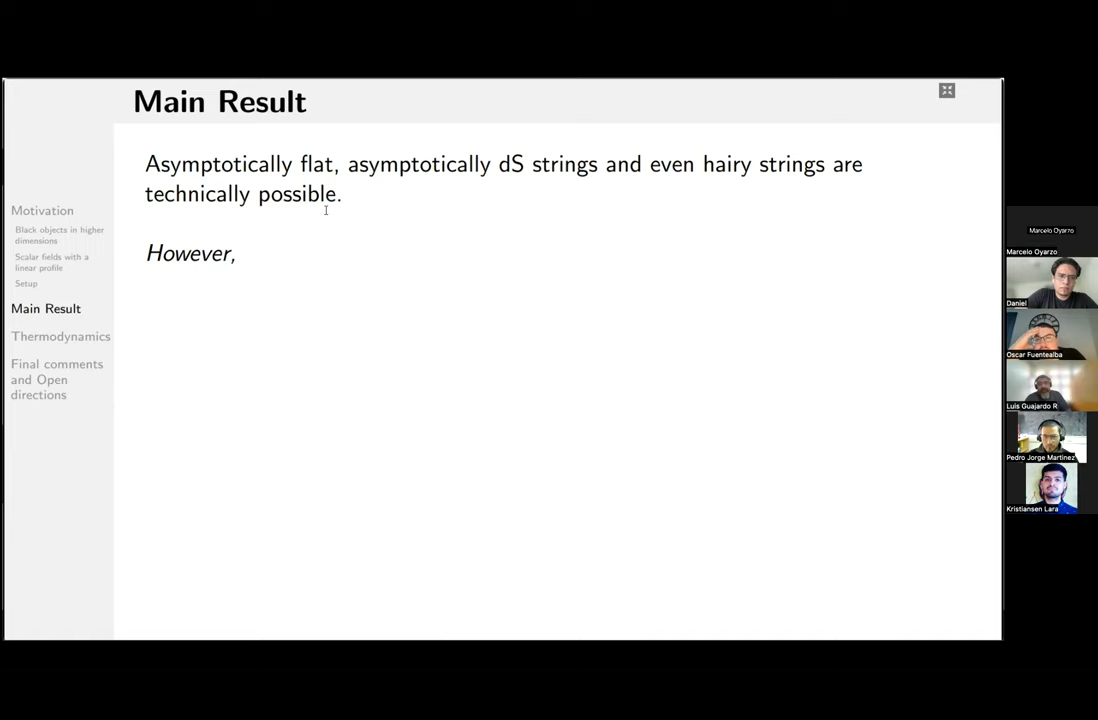 Main Result
Asymptotically flat, asymptotically dS strings and even hairy strings are
technically possible.
However,
Motivation
Black objects in higher
dimensions
Scalar fields with a
linear profile
Setup
Main Result
Thermodynamics
Final comments
and Open
directions
Marcelo Oyarzo
Marcelo Oyarzo
Daniel
Oscar Fuentealba
Luis Guajardo R
Pedro Jorge Martinez
Kristiansen Lara